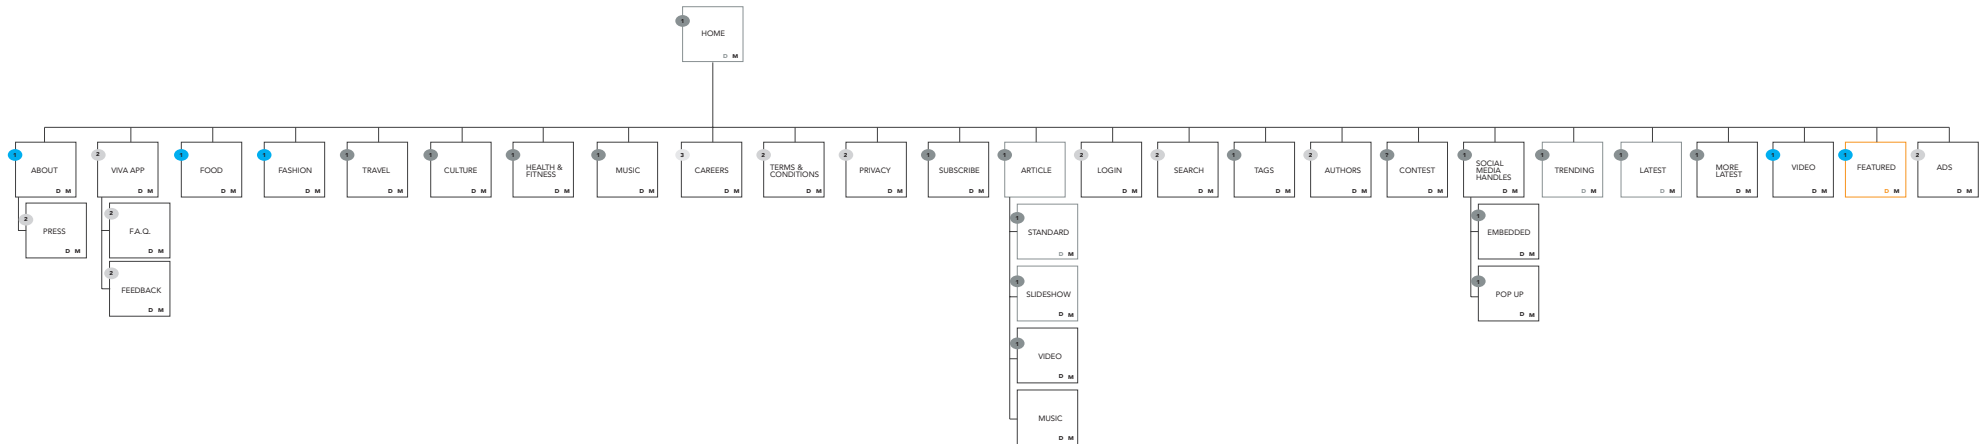 1
HOME
D M
1
ABOUT
D M
2
VIVA APP
D M
1
FOOD
D M
1
FASHION
D M
1
TRAVEL
D M
1
CULTURE
D M
1
HEALTH &
FITNESS
D M
1
MUSIC
D M
3
CAREERS
D M
2
TERMS &
CONDITIONS
D M
2
PRIVACY
D M
1
SUBSCRIBE
D M
1
ARTICLE
2
LOGIN
D M
2
SEARCH
D M
1
TAGS
D M
2
AUTHORS
D M
CONTEST
D M
1
SOCIAL
MEDIA
HANDLES
D M
1
TRENDING
D M
1
LATEST
D M
1
MORE
LATEST
D M
1
VIDEO
D M
1
FEATURED
D M
2
ADS
D M
2
PRESS
D M
2
F.A.Q.
D M
2
FEEDBACK
D M
1
STANDARD
D M
1
SLIDESHOW
D M
1
VIDEO
D M
MUSIC
D M
1
EMBEDDED
D M
1
POP UP
D M